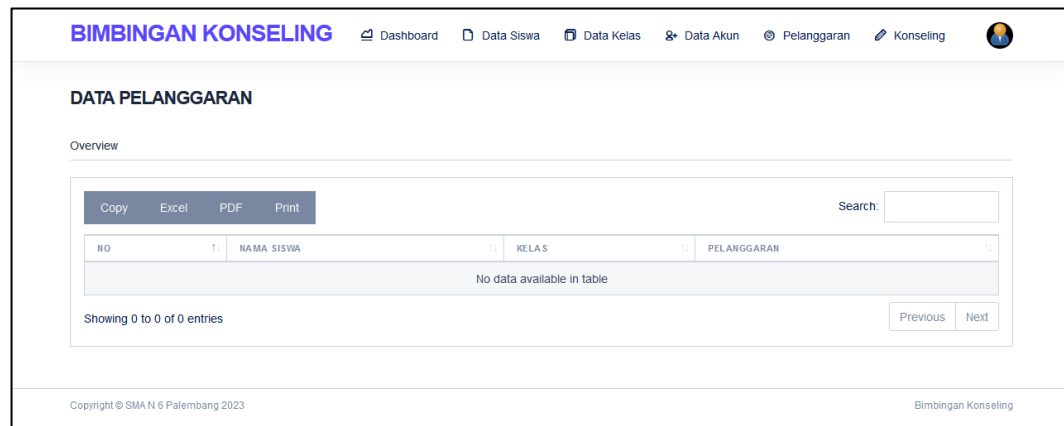 BIMBINGAN KONSELING Dashboard Data Siswa Data Kelas Data Akun Pelanggaran Konseling
DATA PELANGGARAN
Overview
Copy Excel PDF Print Search:
NO NAMA SISWA KELAS PELANGGARAN
No data available in table
Showing 0 to 0 of 0 entries Previous Next
Copyright © SMA N 6 Palembang 2023 Bimbingan Konseling